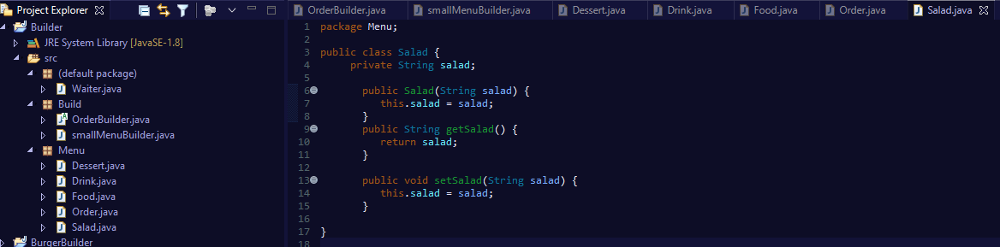 Project Explorer
Builder
JRE System Library [JavaSE-1.8]
src
(default package)
Waiter.java
Build
OrderBuilder.java
smallMenuBuilder.java
Menu
Dessert.java
Drink.java
Food.java
Order.java
Salad.java
BurgerBuilder
OrderBuilder.java smallMenuBuilder.java Dessert.java Drink.java Food.java Order.java Salad.java
1 package Menu;
2
3 public class Salad {
4 private String salad;
5
6 public Salad(String salad) {
7 this.salad = salad;
8 }
9 public String getSalad() {
10 return salad;
11 }
12
13 public void setSalad(String salad) {
14 this.salad = salad;
15 }
16
17 }
18